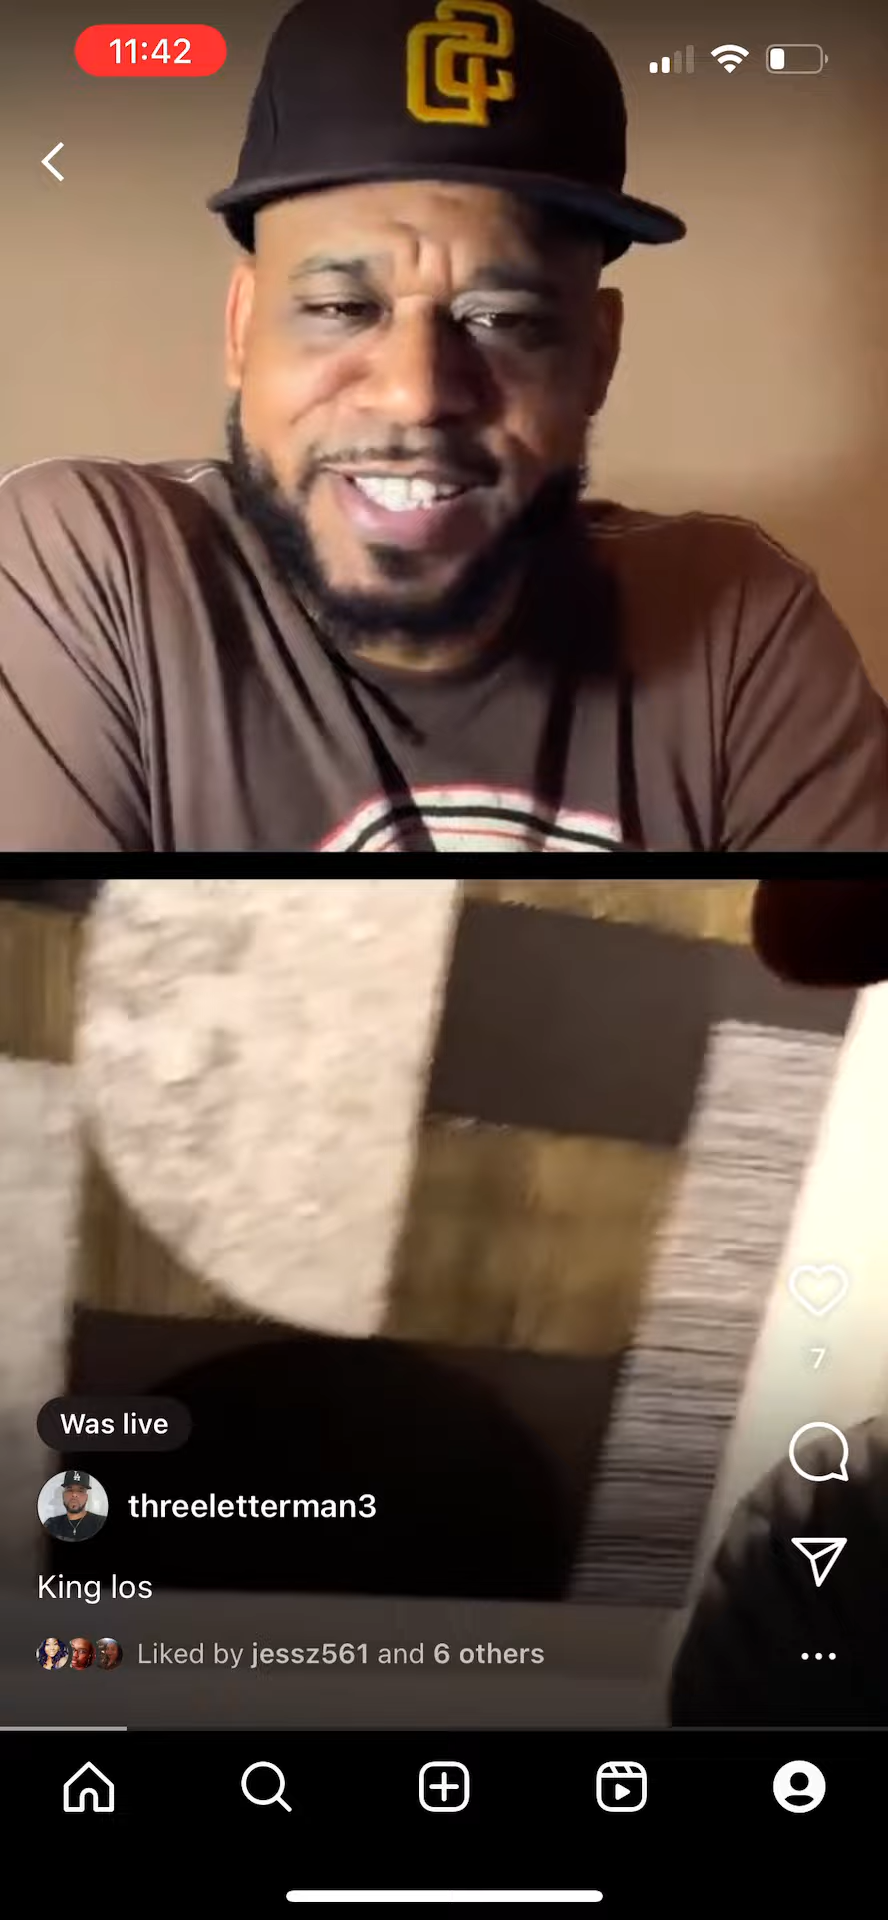 11:42
7
Was live
threeletterman3
King los
Liked by jessz561 and 6 others